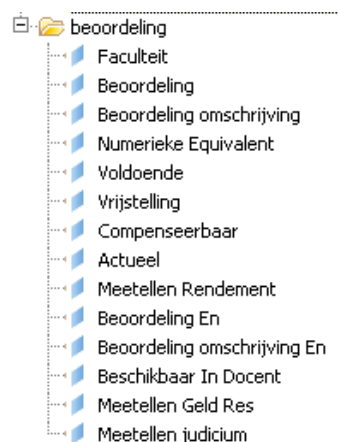 beoordeling
Faculteit
Beoordeling
Beoordeling omschrijving
Numerieke Equivalent
Voldoende
Vrijstelling
Compenseerbaar
Actueel
Meetellen Rendement
Beoordeling En
Beoordeling omschrijving En
Beschikbaar In Docent
Meetellen Geld Res
Meetellen judicium